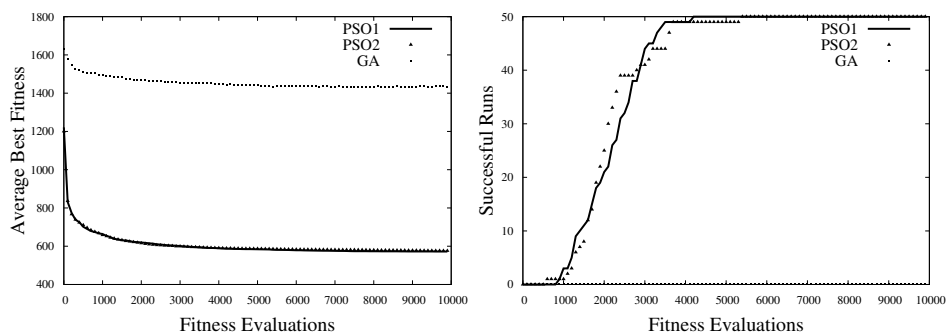 Average Best Fitness
1800
1600
1400
1200
1000
800
600
400
0 1000 2000 3000 4000 5000 6000 7000 8000 9000 10000
Fitness Evaluations
PSO1
PSO2
GA
Successful Runs
50
40
30
20
10
0
0 1000 2000 3000 4000 5000 6000 7000 8000 9000 10000
Fitness Evaluations
PSO1
PSO2
GA